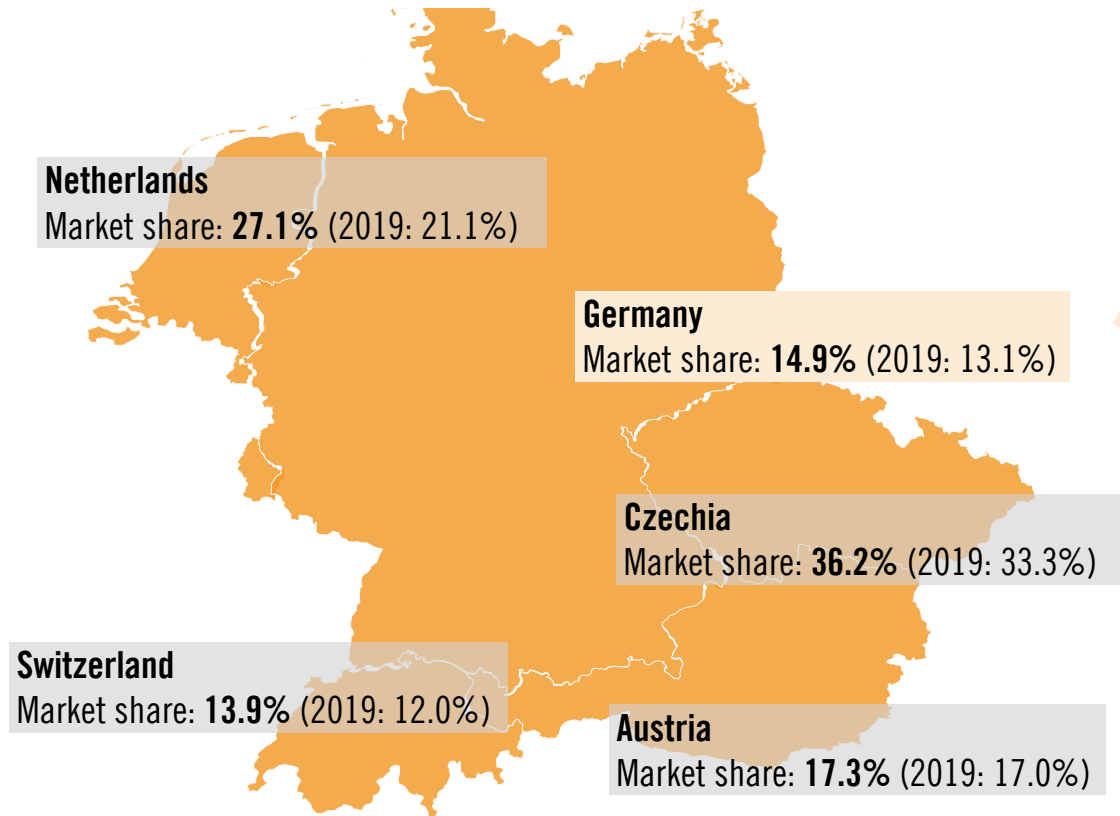 Netherlands
Market share: 27.1% (2019: 21.1%)
Germany
Market share: 14.9% (2019: 13.1%)
Czechia
Market share: 36.2% (2019: 33.3%)
Switzerland
Market share: 13.9% (2019: 12.0%)
Austria
Market share: 17.3% (2019: 17.0%)